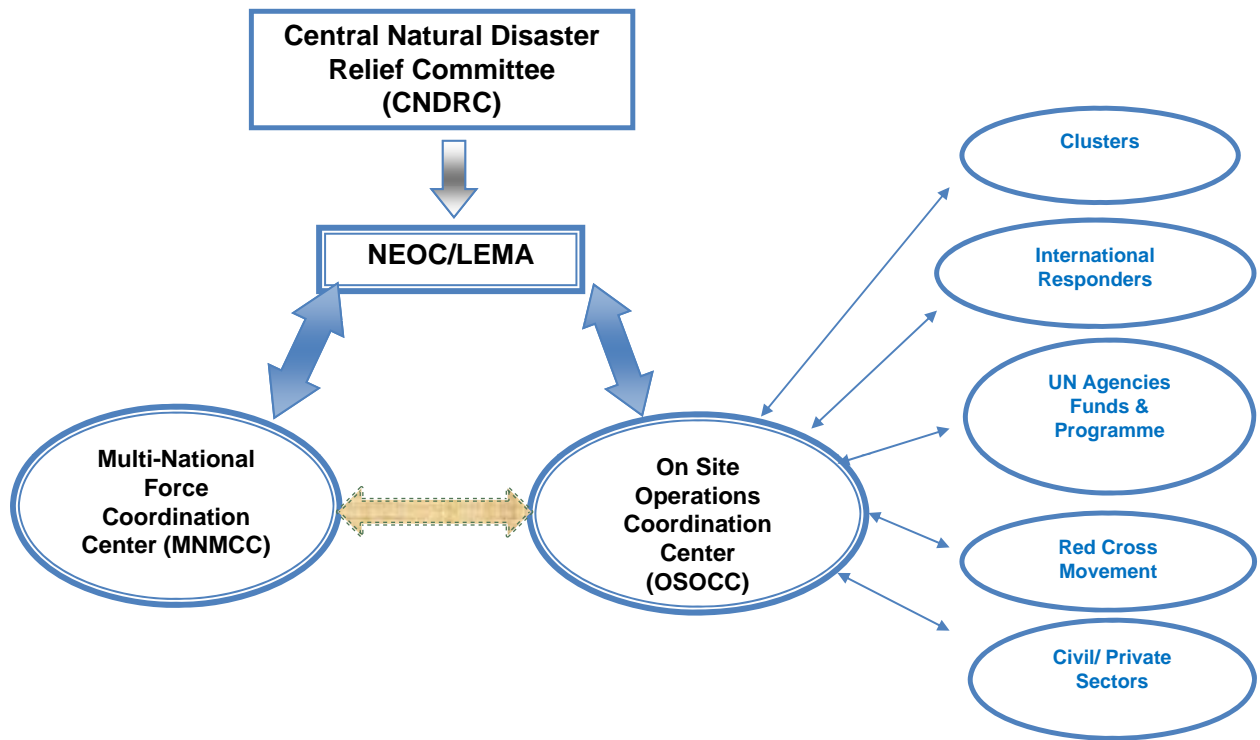 Central Natural Disaster
Relief Committee
(CNDRC)
NEOC/LEMA
Multi-National
Force
Coordination
Center (MNMCC)
On Site
Operations
Coordination
Center
(OSOCC)
Clusters
International
Responders
UN Agencies
Funds &
Programme
Red Cross
Movement
Civil/ Private
Sectors